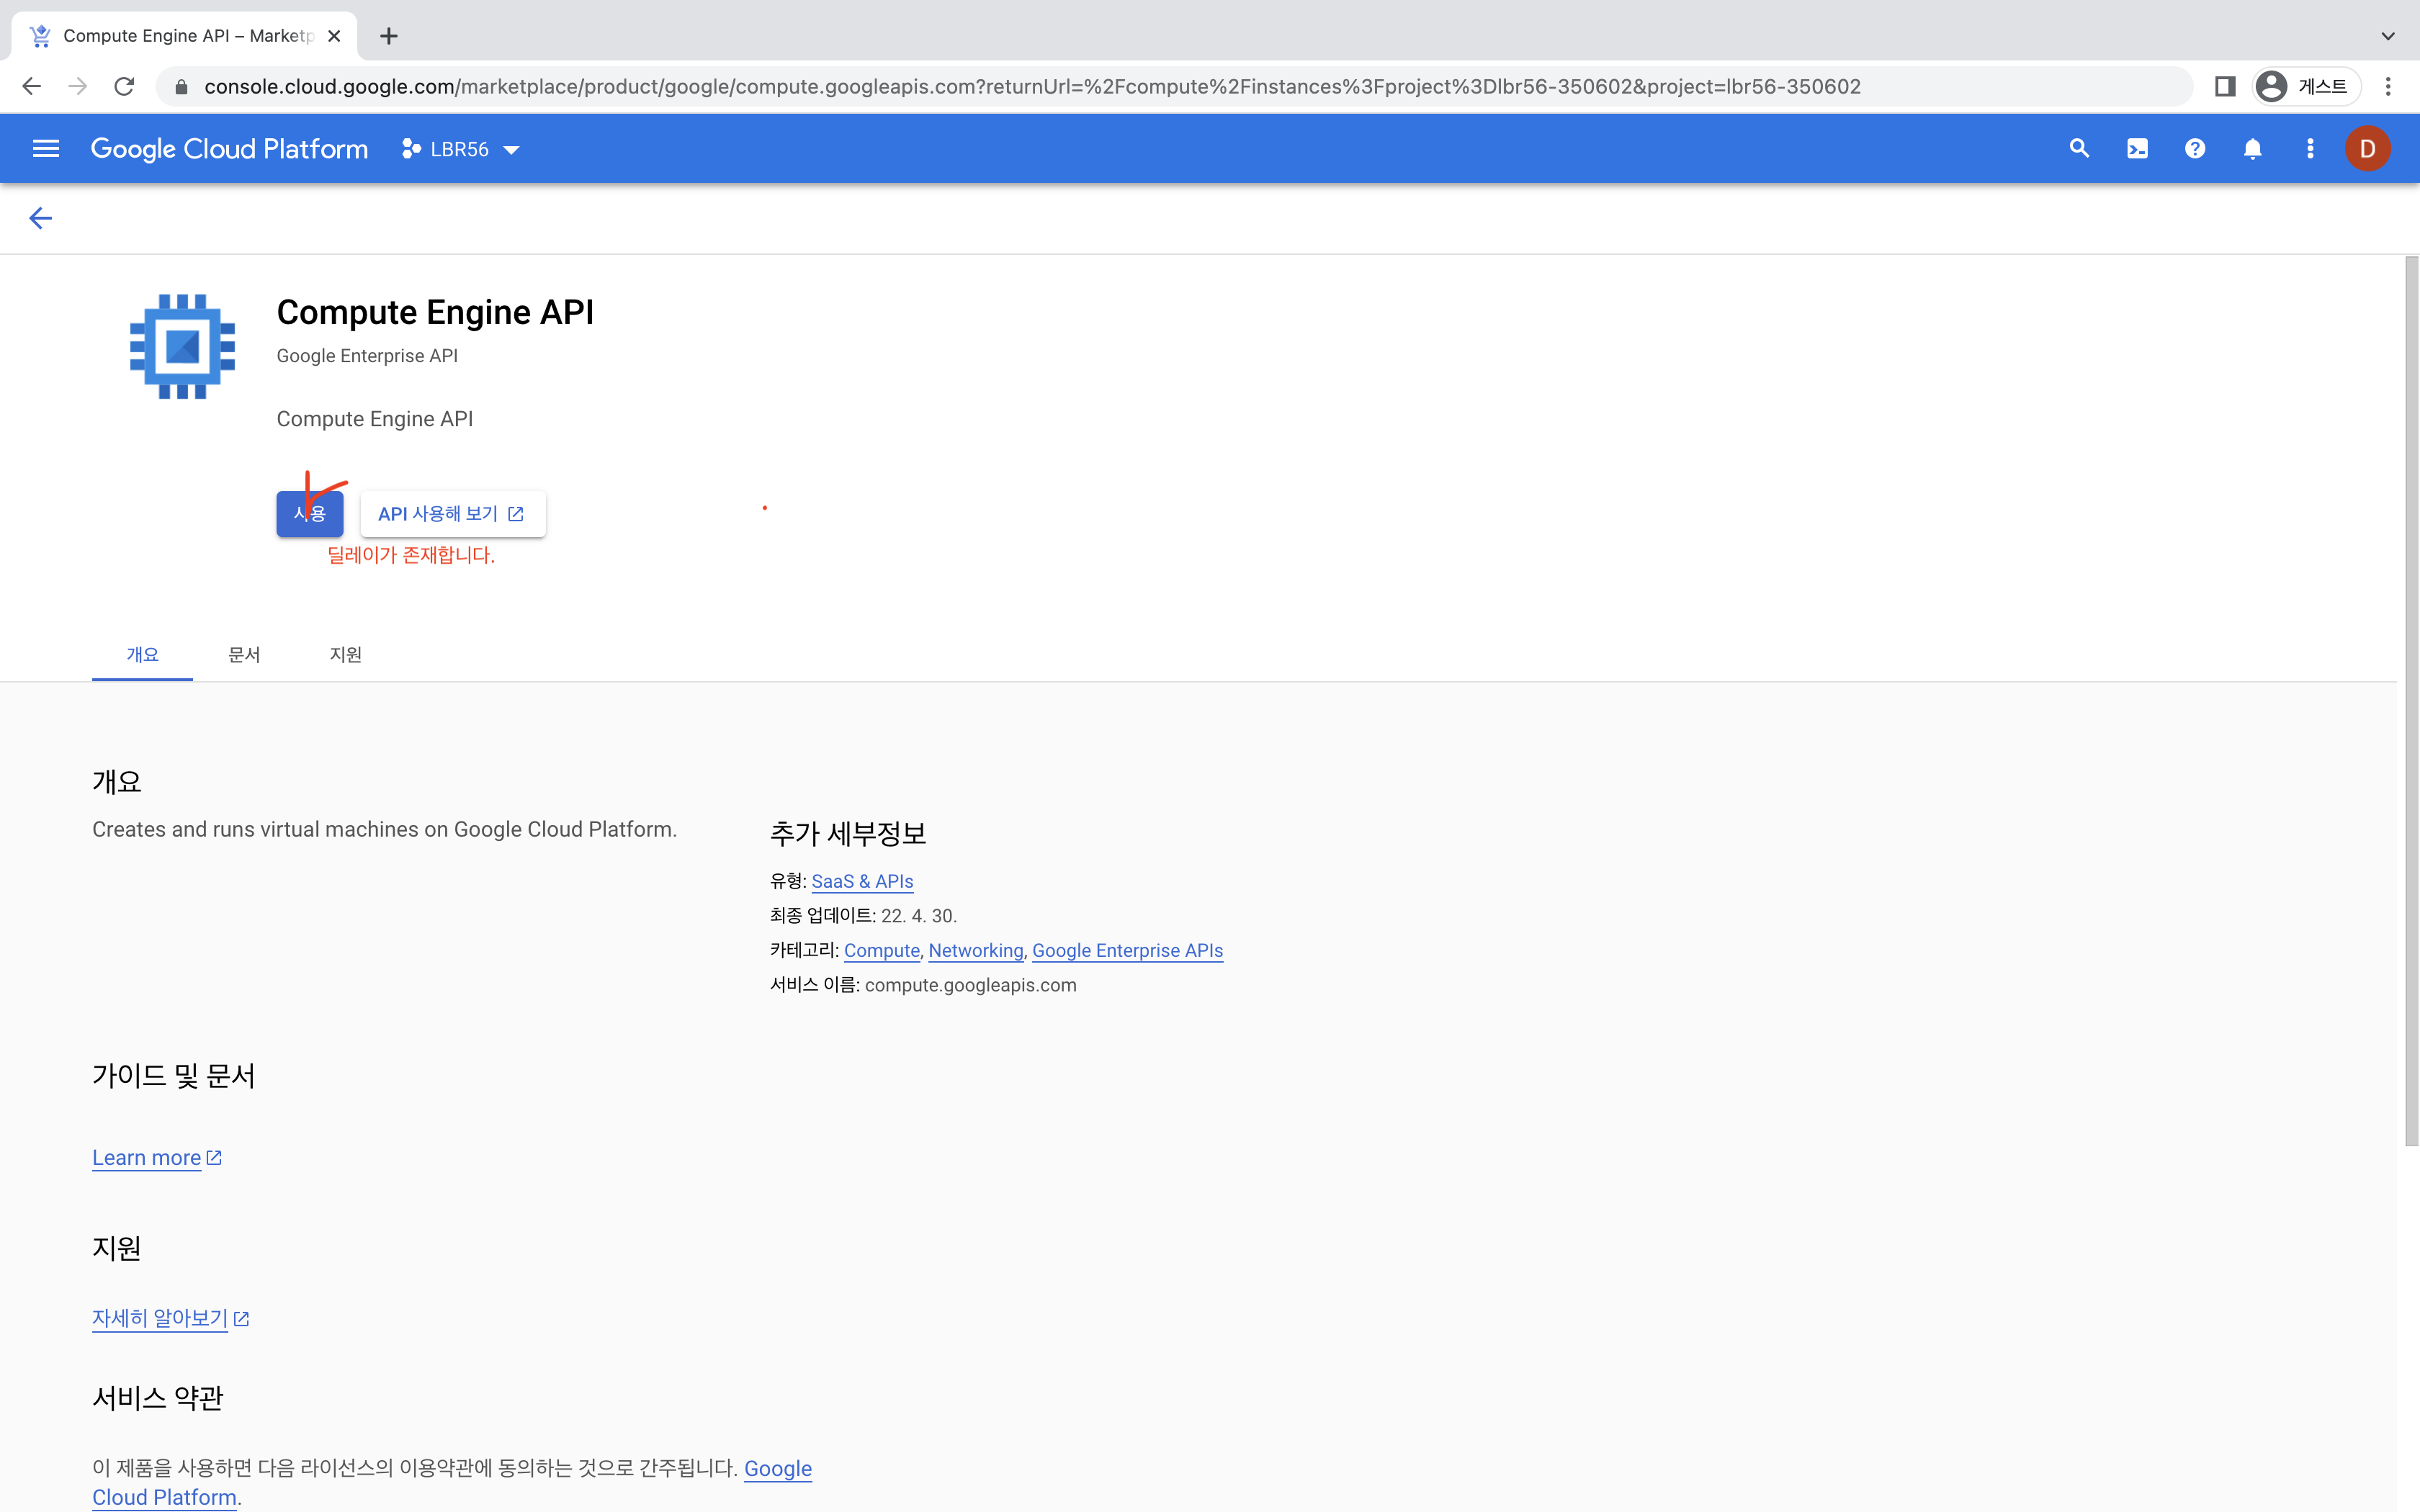 Compute Engine API – Marketp
console.cloud.google.com/marketplace/product/google/compute.googleapis.com?returnUrl=%2Fcompute%2Finstances%3Fproject%3Dlbr56-350602&project=lbr56-350602
게스트
Google Cloud Platform
LBR56
D
Compute Engine API
Google Enterprise API
Compute Engine API
사용
API 사용해 보기
딜레이가 존재합니다.
개요
문서
지원
개요
Creates and runs virtual machines on Google Cloud Platform.
추가 세부정보
유형: SaaS & APIs
최종 업데이트: 22. 4. 30.
카테고리: Compute, Networking, Google Enterprise APIs
서비스 이름: compute.googleapis.com
가이드 및 문서
Learn more
지원
자세히 알아보기
서비스 약관
이 제품을 사용하면 다음 라이선스의 이용약관에 동의하는 것으로 간주됩니다. Google
Cloud Platform.